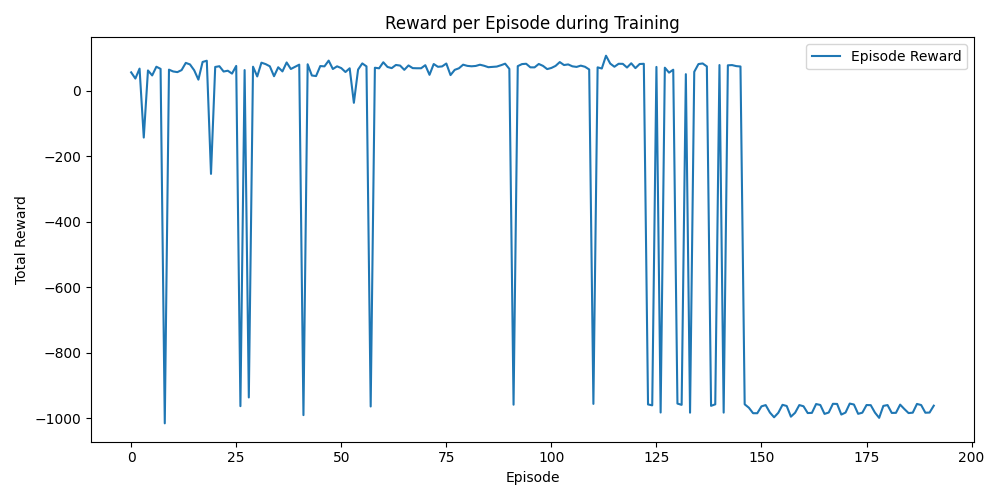 Reward per Episode during Training
Episode Reward
Total Reward
0
−200
−400
−600
−800
−1000
0 25 50 75 100 125 150 175 200
Episode